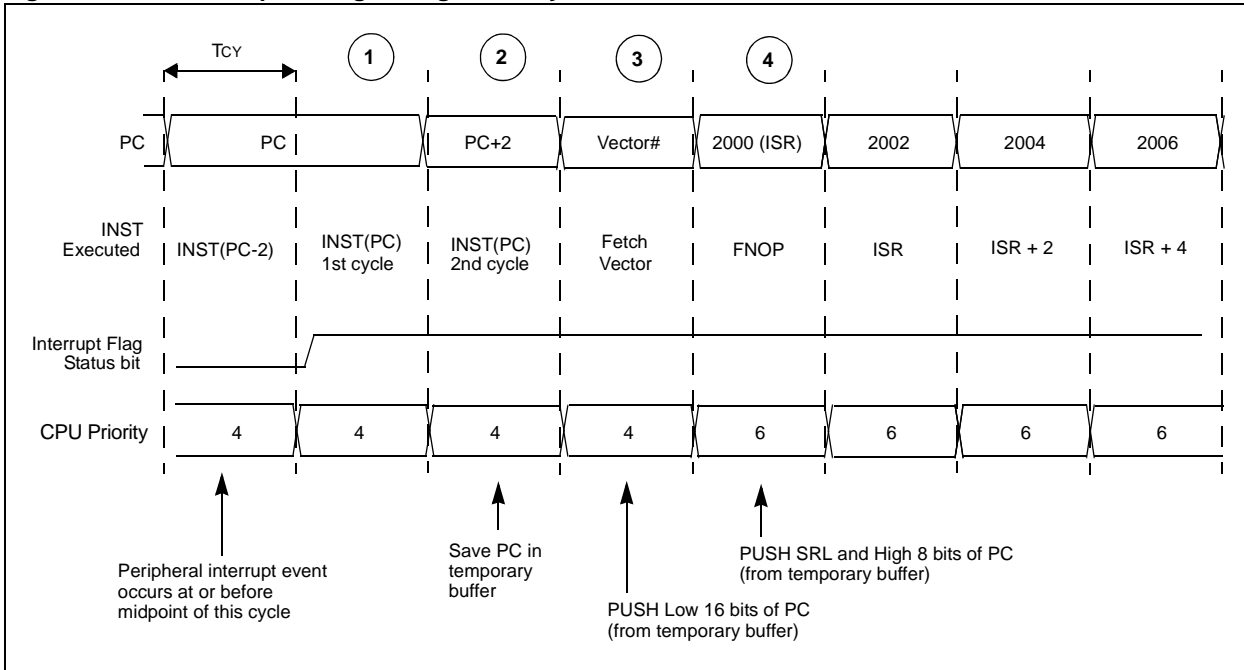 TCY
1 2 3 4
PC PC PC+2 Vector# 2000 (ISR) 2002 2004 2006
INST
Executed
INST(PC-2)
INST(PC)
1st cycle
INST(PC)
2nd cycle
Fetch
Vector
FNOP
ISR
ISR + 2
ISR + 4
Interrupt Flag
Status bit
CPU Priority 4 4 4 4 6 6 6 6
Peripheral interrupt event
occurs at or before
midpoint of this cycle
Save PC in
temporary
buffer
PUSH Low 16 bits of PC
(from temporary buffer)
PUSH SRL and High 8 bits of PC
(from temporary buffer)